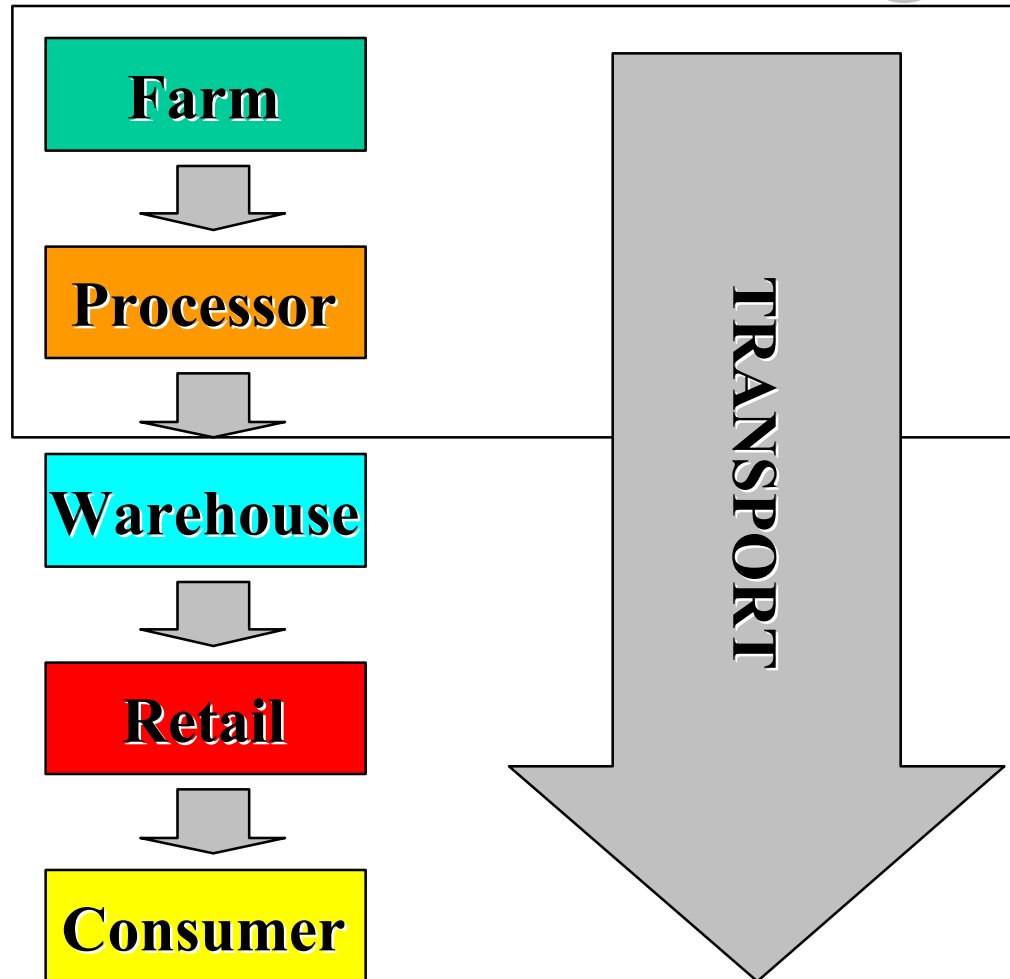 Farm
Processor
Warehouse
Retail
Consumer
TRANSPORT